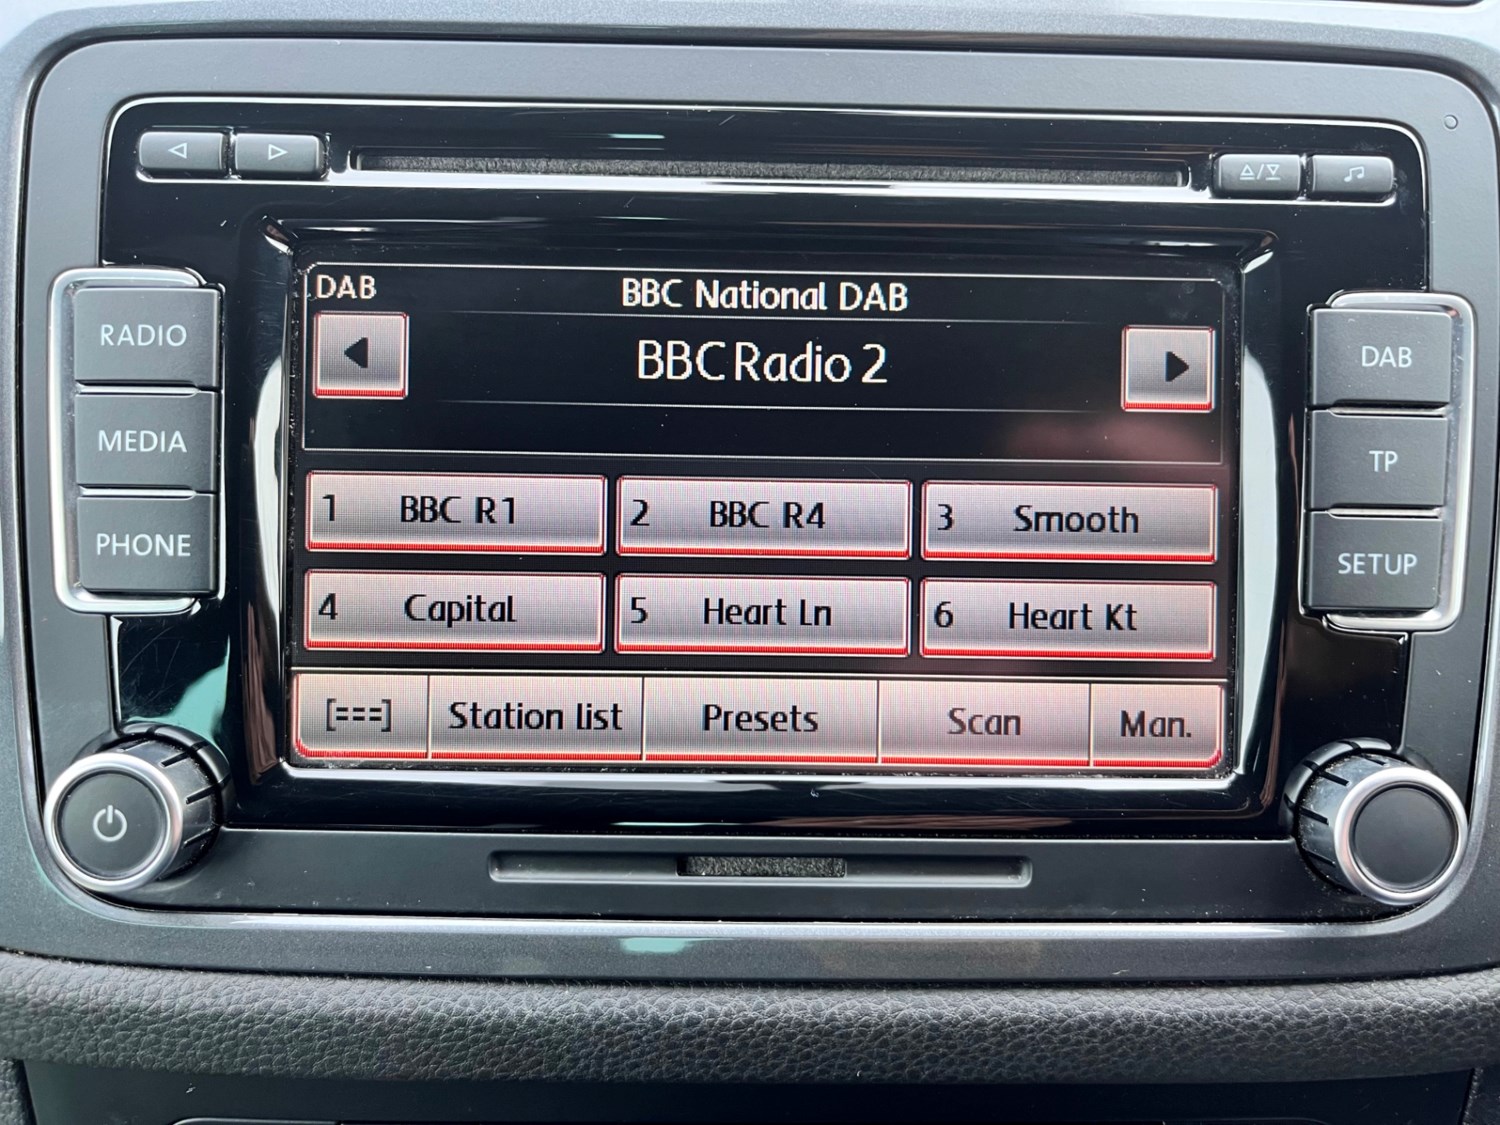 DAB
BBC National DAB
BBC Radio 2
RADIO
MEDIA
PHONE
DAB
TP
SETUP
1 BBC R1
2 BBC R4
3 Smooth
4 Capital
5 Heart Ln
6 Heart Kt
[===]
Station list
Presets
Scan
Man.